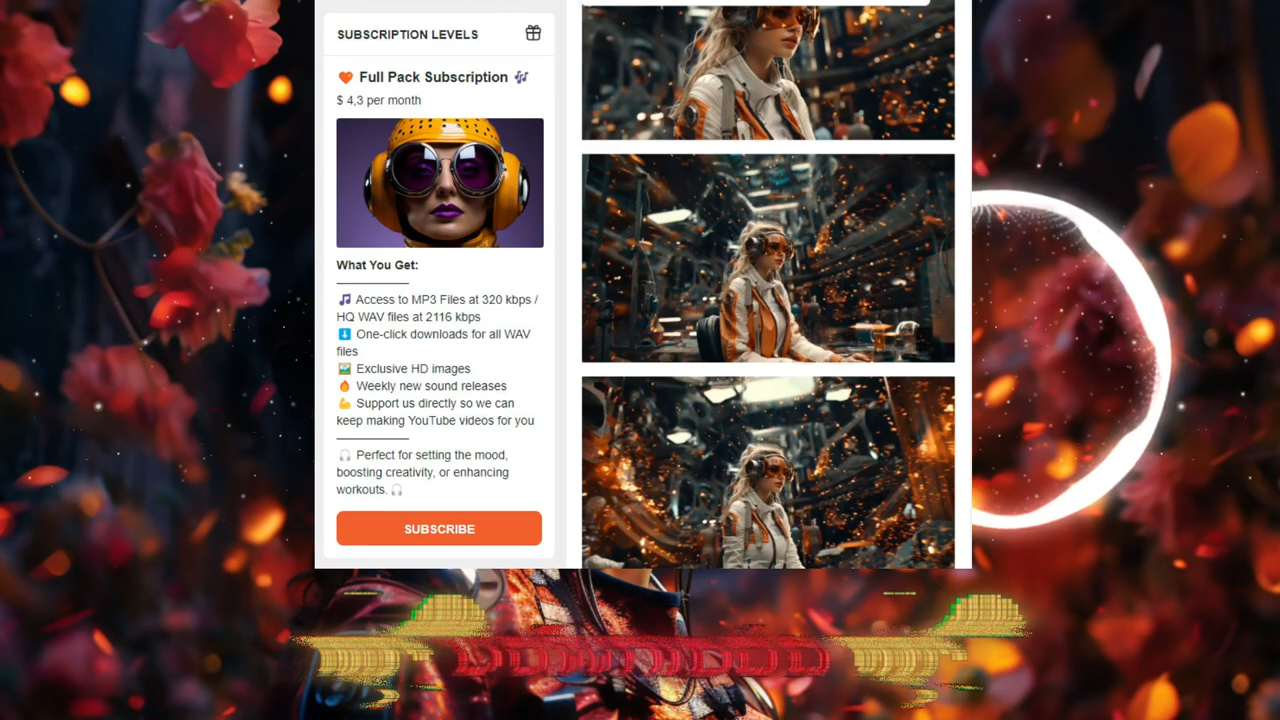 SUBSCRIPTION LEVELS
🧡 Full Pack Subscription 🎶
$ 4,3 per month
What You Get:
🎵 Access to MP3 Files at 320 kbps /
HQ WAV files at 2116 kbps
⬇️ One-click downloads for all WAV
files
🖼️ Exclusive HD images
🔥 Weekly new sound releases
💪 Support us directly so we can
keep making YouTube videos for you
🎧 Perfect for setting the mood,
boosting creativity, or enhancing
workouts. 🎧
SUBSCRIBE